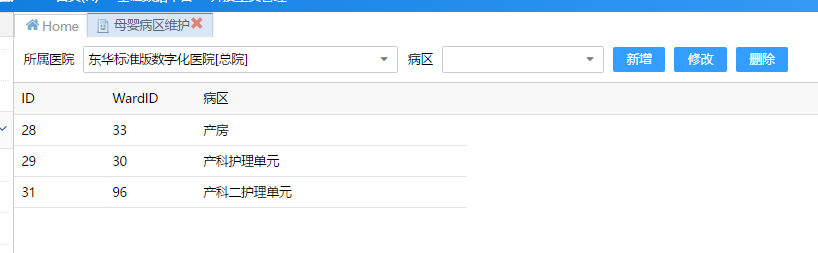 Home 母婴病区维护
所属医院 东华标准版数字化医院[总院] 病区 新增 修改 删除
ID WardID 病区
28 33 产房
29 30 产科护理单元
31 96 产科二护理单元